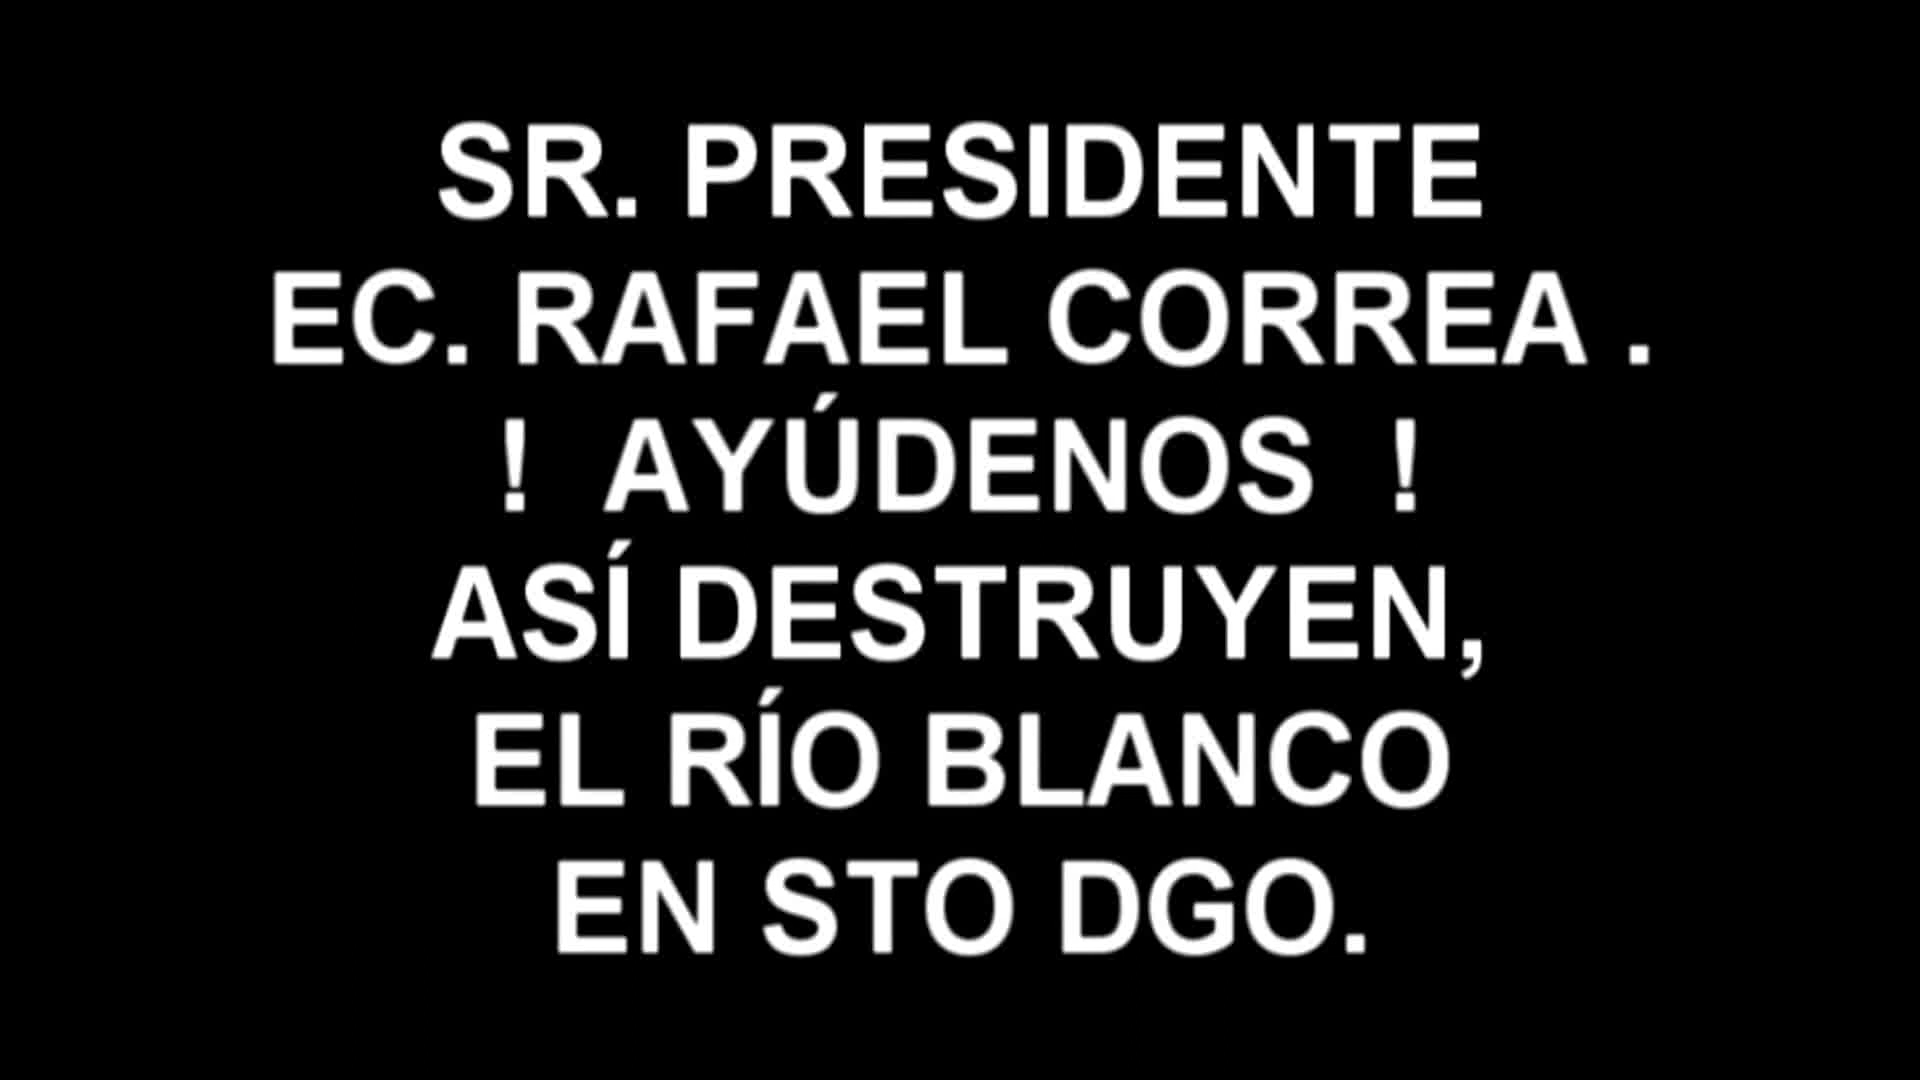 SR. PRESIDENTE
EC. RAFAEL CORREA .
! AYÚDENOS !
ASÍ DESTRUYEN,
EL RÍO BLANCO
EN STO DGO.